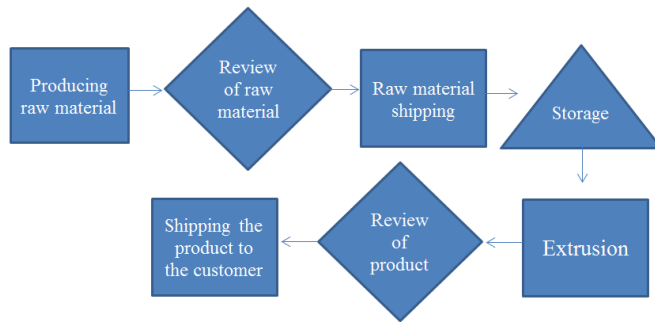 Producing
raw material
Review
of raw
material
Raw material
shipping
Storage
Extrusion
Review
of
product
Shipping the
product to
the customer